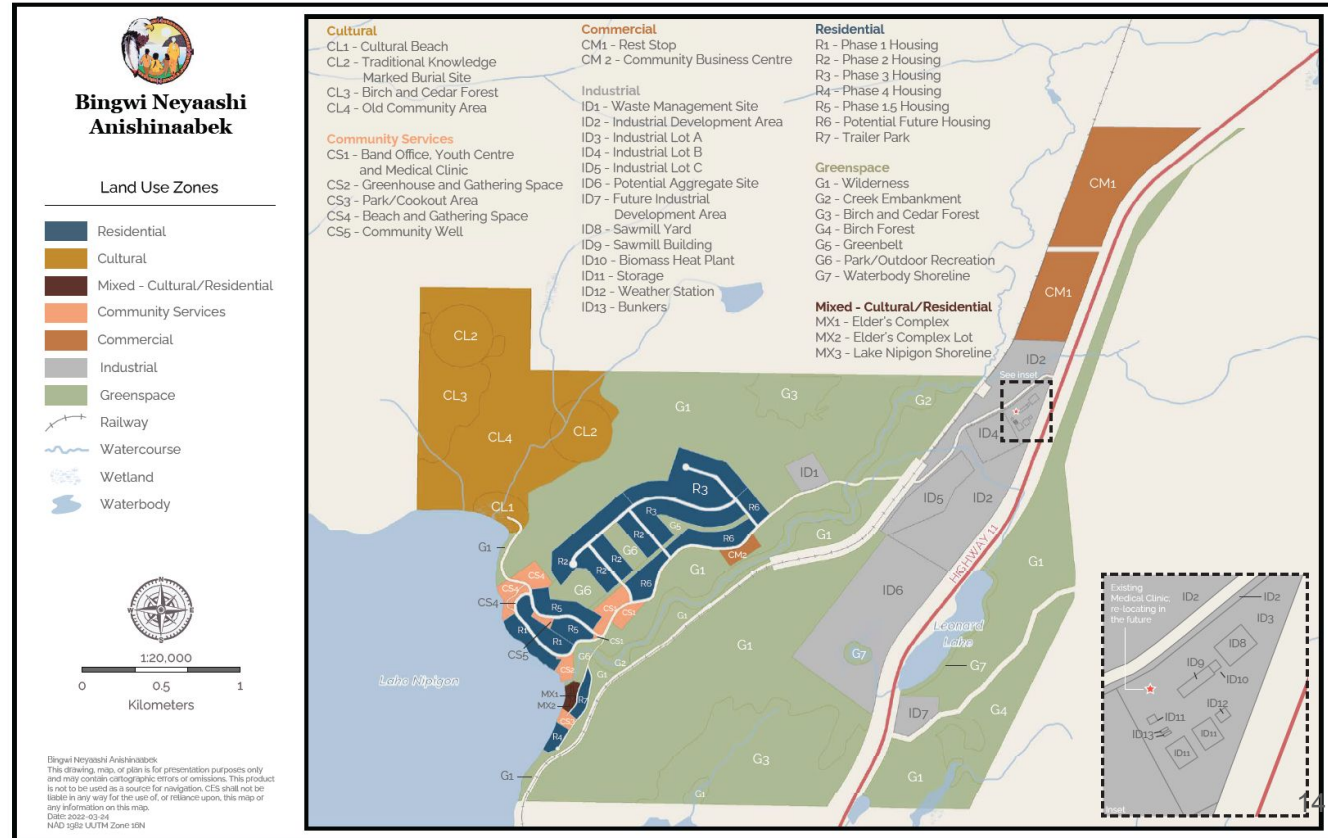 Bingwi Neyaashi
Anishinaabek
Land Use Zones
Residential
Cultural
Mixed - Cultural/Residential
Community Services
Commercial
Industrial
Greenspace
Railway
Watercourse
Wetland
Waterbody
1:20,000
0 0.5 1
Kilometers
Bingwi Neyaashi Anishinaabek
This drawing, map, or plan is for presentation purposes only
and may contain cartographic errors of omissions. This product
is not to be used as a source for navigation. CES shall not be
liable in any way for the use of, or reliance upon, this map or
any information on this map.
Date: 2022-03-24
NAD 1982 UUTM Zone 16N
Cultural
CL1 - Cultural Beach
CL2 - Traditional Knowledge
Marked Burial Site
CL3 - Birch and Cedar Forest
CL4 - Old Community Area
Community Services
CS1 - Band Office, Youth Centre
and Medical Clinic
CS2 - Greenhouse and Gathering Space
CS3 - Park/Cookout Area
CS4 - Beach and Gathering Space
CS5 - Community Well
Commercial
CM1 - Rest Stop
CM 2 - Community Business Centre
Industrial
ID1 - Waste Management Site
ID2 - Industrial Development Area
ID3 - Industrial Lot A
ID4 - Industrial Lot B
ID5 - Industrial Lot C
ID6 - Potential Aggregate Site
ID7 - Future Industrial
Development Area
ID8 - Sawmill Yard
ID9 - Sawmill Building
ID10 - Biomass Heat Plant
ID11 - Storage
ID12 - Weather Station
ID13 - Bunkers
Residential
R1 - Phase 1 Housing
R2 - Phase 2 Housing
R3 - Phase 3 Housing
R4 - Phase 4 Housing
R5 - Phase 1.5 Housing
R6 - Potential Future Housing
R7 - Trailer Park
Greenspace
G1 - Wilderness
G2 - Creek Embankment
G3 - Birch and Cedar Forest
G4 - Birch Forest
G5 - Greenbelt
G6 - Park/Outdoor Recreation
G7 - Waterbody Shoreline
Mixed - Cultural/Residential
MX1 - Elder's Complex
MX2 - Elder's Complex Lot
MX3 - Lake Nipigon Shoreline
CM1
CM1
ID2
See inset
CL2
CL3
CL4
CL2
CL1
G1
G3
G2
ID4
ID1
ID5
ID2
R3
R3
R6
G5
R2
R6
G6
R2
R2
CM2
G1
G1
G1
G1
HIGHWAY 11
CS4
G6
R6
ID6
CS4
CS4
R5
CS1
CS1
G1
R1
R5
Leonard
Lake
CS5
R1
CS1
G6
G1
G7
G2
CS2
G1
G7
Lake Nipigon
MX1
MX2
R7
CS3
R4
ID7
G4
G3
G1
G1
G1
Existing
Medical Clinic,
re-locating in
the future
ID2
ID2
ID3
ID8
ID9
ID10
ID12
ID11
ID13
ID11
ID11
Inset
14